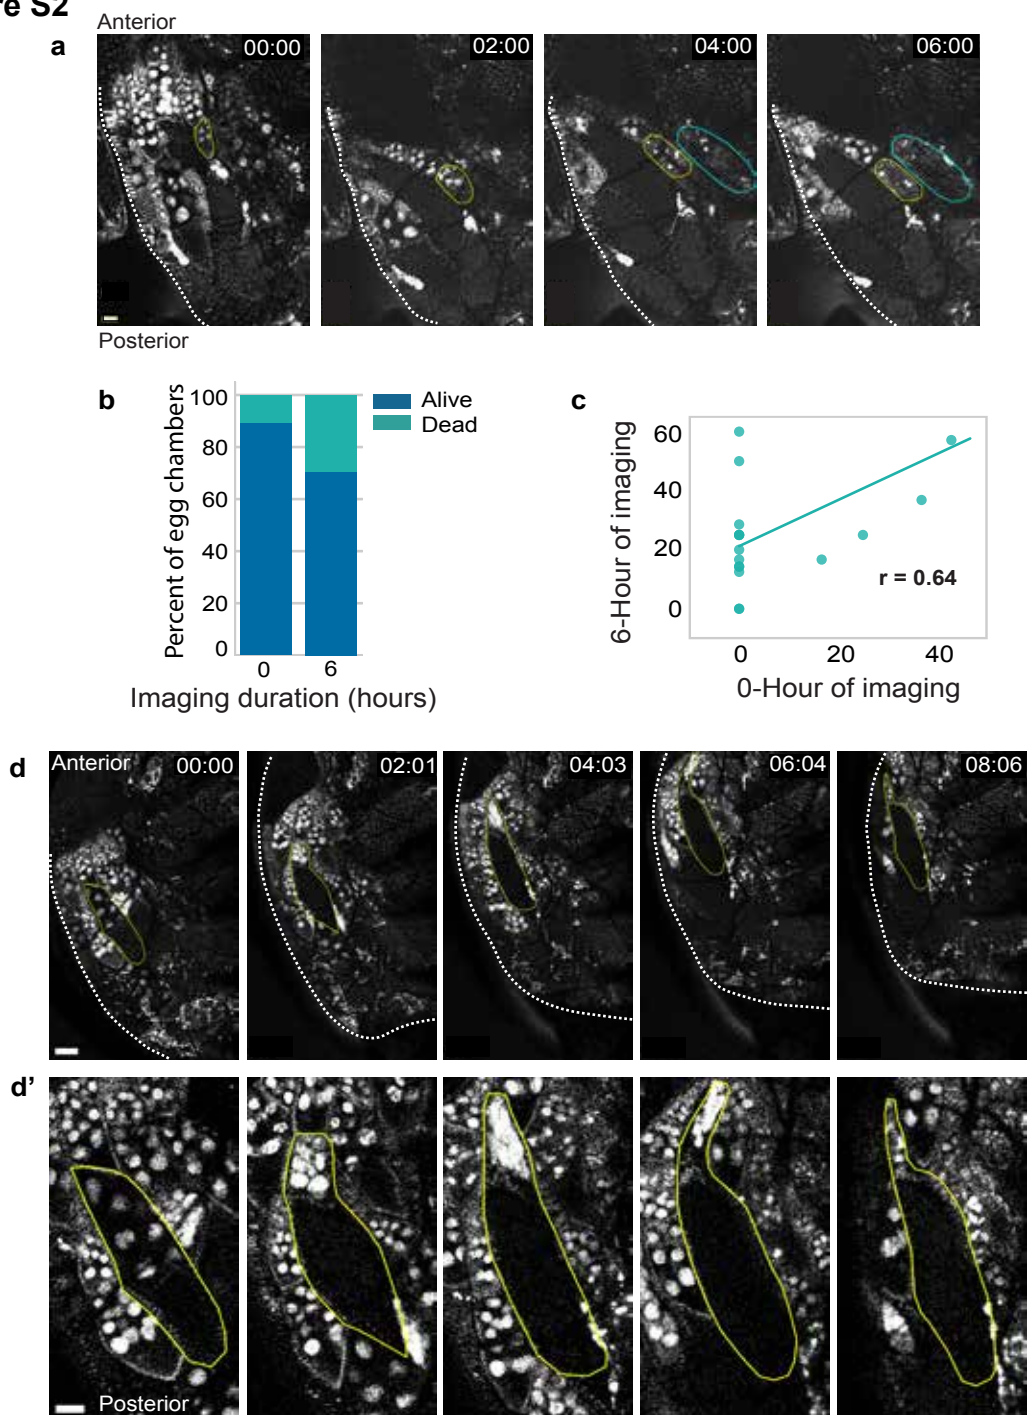 re S2
Anterior
a
00:00
02:00
04:00
06:00
Posterior
b
Percent of egg chambers
100
80
60
40
20
0
0
6
Imaging duration (hours)
Alive
Dead
c
6-Hour of imaging
60
40
20
0
r = 0.64
0
20
40
0-Hour of imaging
d
Anterior
00:00
02:01
04:03
06:04
08:06
d’
Posterior